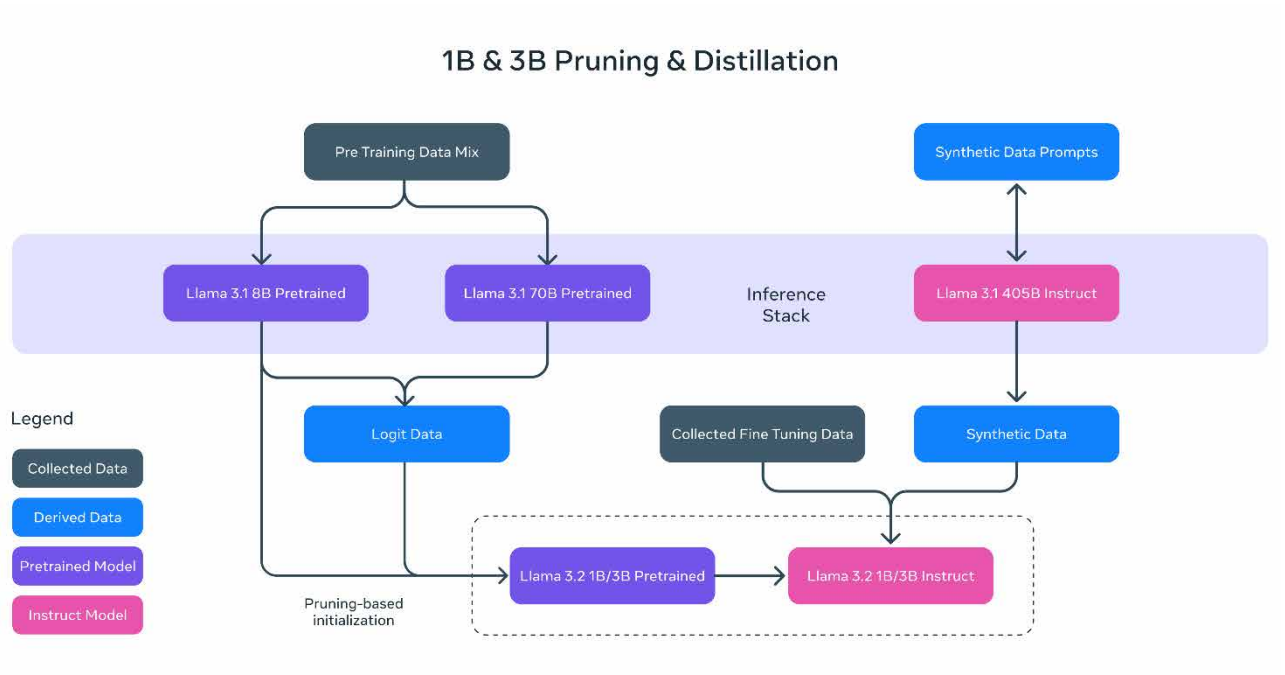 1B & 3B Pruning & Distillation
Pre Training Data Mix
Synthetic Data Prompts
Llama 3.1 8B Pretrained
Llama 3.1 70B Pretrained
Inference
Stack
Llama 3.1 405B Instruct
Legend
Collected Data
Derived Data
Pretrained Model
Instruct Model
Logit Data
Collected Fine Tuning Data
Synthetic Data
Llama 3.2 1B/3B Pretrained
Llama 3.2 1B/3B Instruct
Pruning-based
initialization